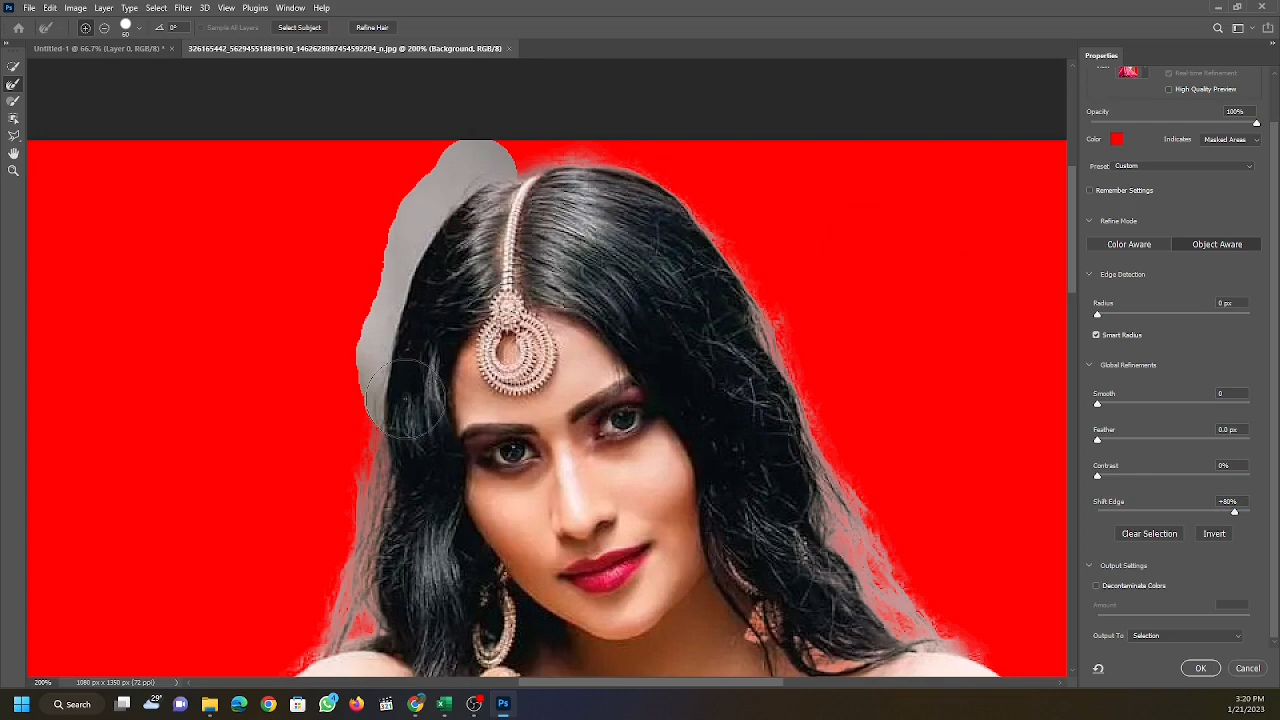 File Edit Image Layer Type Select Filter 3D View Plugins Window Help
60 0° Sample All Layers Select Subject Refine Hair
Untitled-1 @ 66.7% (Layer 0, RGB/8) * × 326165442_562945518819610_1462628987454592204_n.jpg @ 200% (Background, RGB/8) ×
Properties
Real-time Refinement
High Quality Preview
Opacity 100%
Color Indicates Masked Areas
Preset Custom
Remember Settings
Refine Mode
Color Aware Object Aware
Edge Detection
Radius 0 px
Smart Radius
Global Refinements
Smooth 0
Feather 0.0 px
Contrast 0%
Shift Edge +80%
Clear Selection Invert
Output Settings
Decontaminate Colors
Amount
Output To Selection
OK Cancel
200% 1080 px x 1350 px (72 ppi)
Search 29° Ps
3:20 PM
1/21/2023